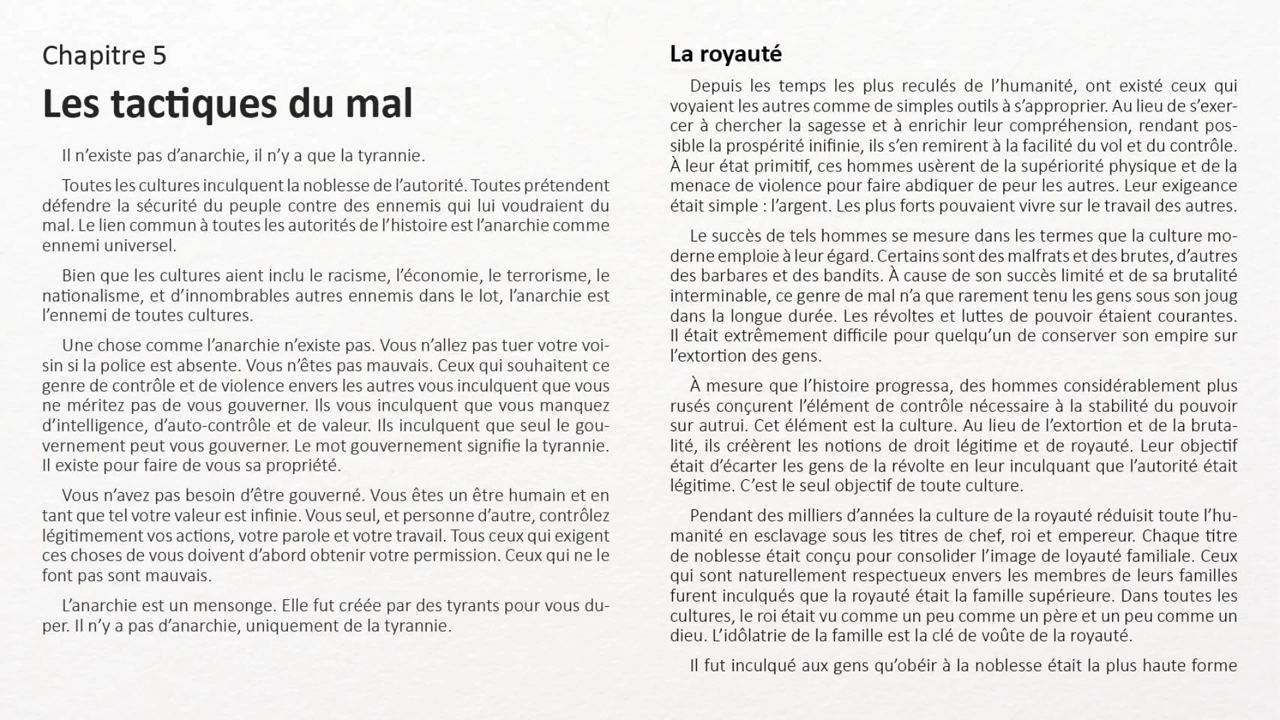 Chapitre 5
Les tactiques du mal
Il n’existe pas d’anarchie, il n’y a que la tyrannie.
Toutes les cultures inculquent la noblesse de l’autorité. Toutes prétendent
défendre la sécurité du peuple contre des ennemis qui lui voudraient du
mal. Le lien commun à toutes les autorités de l’histoire est l’anarchie comme
ennemi universel.
Bien que les cultures aient inclu le racisme, l’économie, le terrorisme, le
nationalisme, et d’innombrables autres ennemis dans le lot, l’anarchie est
l’ennemi de toutes cultures.
Une chose comme l’anarchie n’existe pas. Vous n’allez pas tuer votre voi-
sin si la police est absente. Vous n’êtes pas mauvais. Ceux qui souhaitent ce
genre de contrôle et de violence envers les autres vous inculquent que vous
ne méritez pas de vous gouverner. Ils vous inculquent que vous manquez
d’intelligence, d’auto-contrôle et de valeur. Ils inculquent que seul le gou-
vernement peut vous gouverner. Le mot gouvernement signifie la tyrannie.
Il existe pour faire de vous sa propriété.
Vous n’avez pas besoin d’être gouverné. Vous êtes un être humain et en
tant que tel votre valeur est infinie. Vous seul, et personne d’autre, contrôlez
légitimement vos actions, votre parole et votre travail. Tous ceux qui exigent
ces choses de vous doivent d’abord obtenir votre permission. Ceux qui ne le
font pas sont mauvais.
L’anarchie est un mensonge. Elle fut créée par des tyrants pour vous du-
per. Il n’y a pas d’anarchie, uniquement de la tyrannie.
La royauté
Depuis les temps les plus reculés de l’humanité, ont existé ceux qui
voyaient les autres comme de simples outils à s’approprier. Au lieu de s’exer-
cer à chercher la sagesse et à enrichir leur compréhension, rendant pos-
sible la prospérité inifinie, ils s’en remirent à la facilité du vol et du contrôle.
À leur état primitif, ces hommes usèrent de la supériorité physique et de la
menace de violence pour faire abdiquer de peur les autres. Leur exigeance
était simple : l’argent. Les plus forts pouvaient vivre sur le travail des autres.
Le succès de tels hommes se mesure dans les termes que la culture mo-
derne emploie à leur égard. Certains sont des malfrats et des brutes, d’autres
des barbares et des bandits. À cause de son succès limité et de sa brutalité
interminable, ce genre de mal n’a que rarement tenu les gens sous son joug
dans la longue durée. Les révoltes et luttes de pouvoir étaient courantes.
Il était extrêmement difficile pour quelqu’un de conserver son empire sur
l’extortion des gens.
À mesure que l’histoire progressa, des hommes considérablement plus
rusés conçurent l’élément de contrôle nécessaire à la stabilité du pouvoir
sur autrui. Cet élément est la culture. Au lieu de l’extortion et de la bruta-
lité, ils créèrent les notions de droit légitime et de royauté. Leur objectif
était d’écarter les gens de la révolte en leur inculquant que l’autorité était
légitime. C’est le seul objectif de toute culture.
Pendant des milliers d’années la culture de la royauté réduisit toute l’hu-
manité en esclavage sous les titres de chef, roi et empereur. Chaque titre
de noblesse était conçu pour consolider l’image de loyauté familiale. Ceux
qui sont naturellement respectueux envers les membres de leurs familles
furent inculqués que la royauté était la famille supérieure. Dans toutes les
cultures, le roi était vu comme un peu comme un père et un peu comme un
dieu. L’idôlatrie de la famille est la clé de voûte de la royauté.
Il fut inculqué aux gens qu’obéir à la noblesse était la plus haute forme